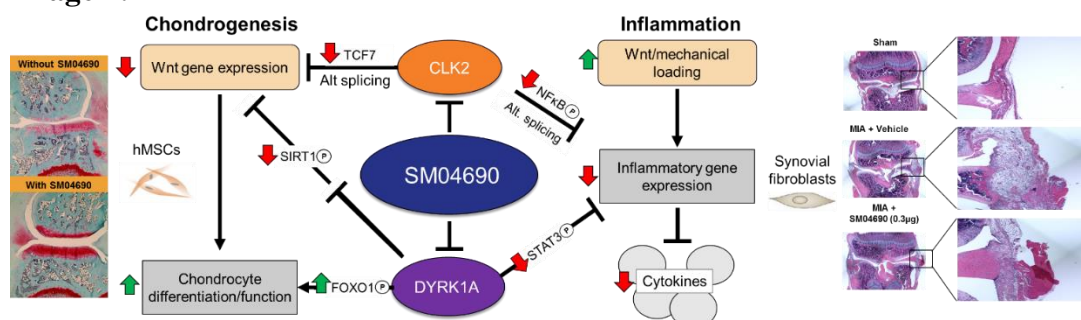 Chondrogenesis
Inflammation
Without SM04690
With SM04690
Wnt gene expression
TCF7
Alt splicing
CLK2
NFκB P
Alt. splicing
Wnt/mechanical
loading
hMSCs
SIRT1 P
SM04690
Inflammatory gene
expression
Synovial
fibroblasts
Chondrocyte
differentiation/function
FOXO1 P
DYRK1A
STAT3 P
Cytokines
Sham
MIA + Vehicle
MIA +
SM04690 (0.3µg)